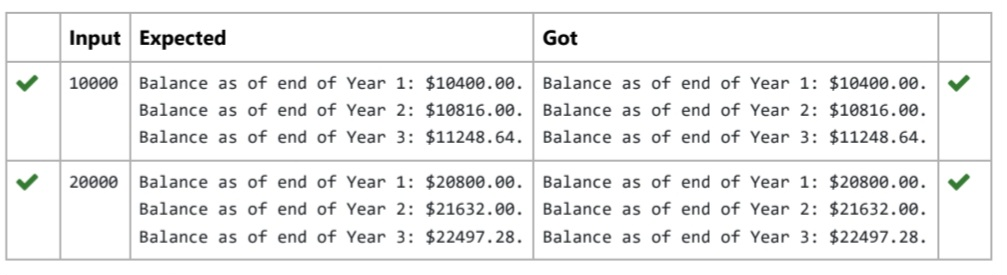 Input Expected Got
10000 Balance as of end of Year 1: $10400.00. Balance as of end of Year 1: $10400.00.
Balance as of end of Year 2: $10816.00. Balance as of end of Year 2: $10816.00.
Balance as of end of Year 3: $11248.64. Balance as of end of Year 3: $11248.64.
20000 Balance as of end of Year 1: $20800.00. Balance as of end of Year 1: $20800.00.
Balance as of end of Year 2: $21632.00. Balance as of end of Year 2: $21632.00.
Balance as of end of Year 3: $22497.28. Balance as of end of Year 3: $22497.28.